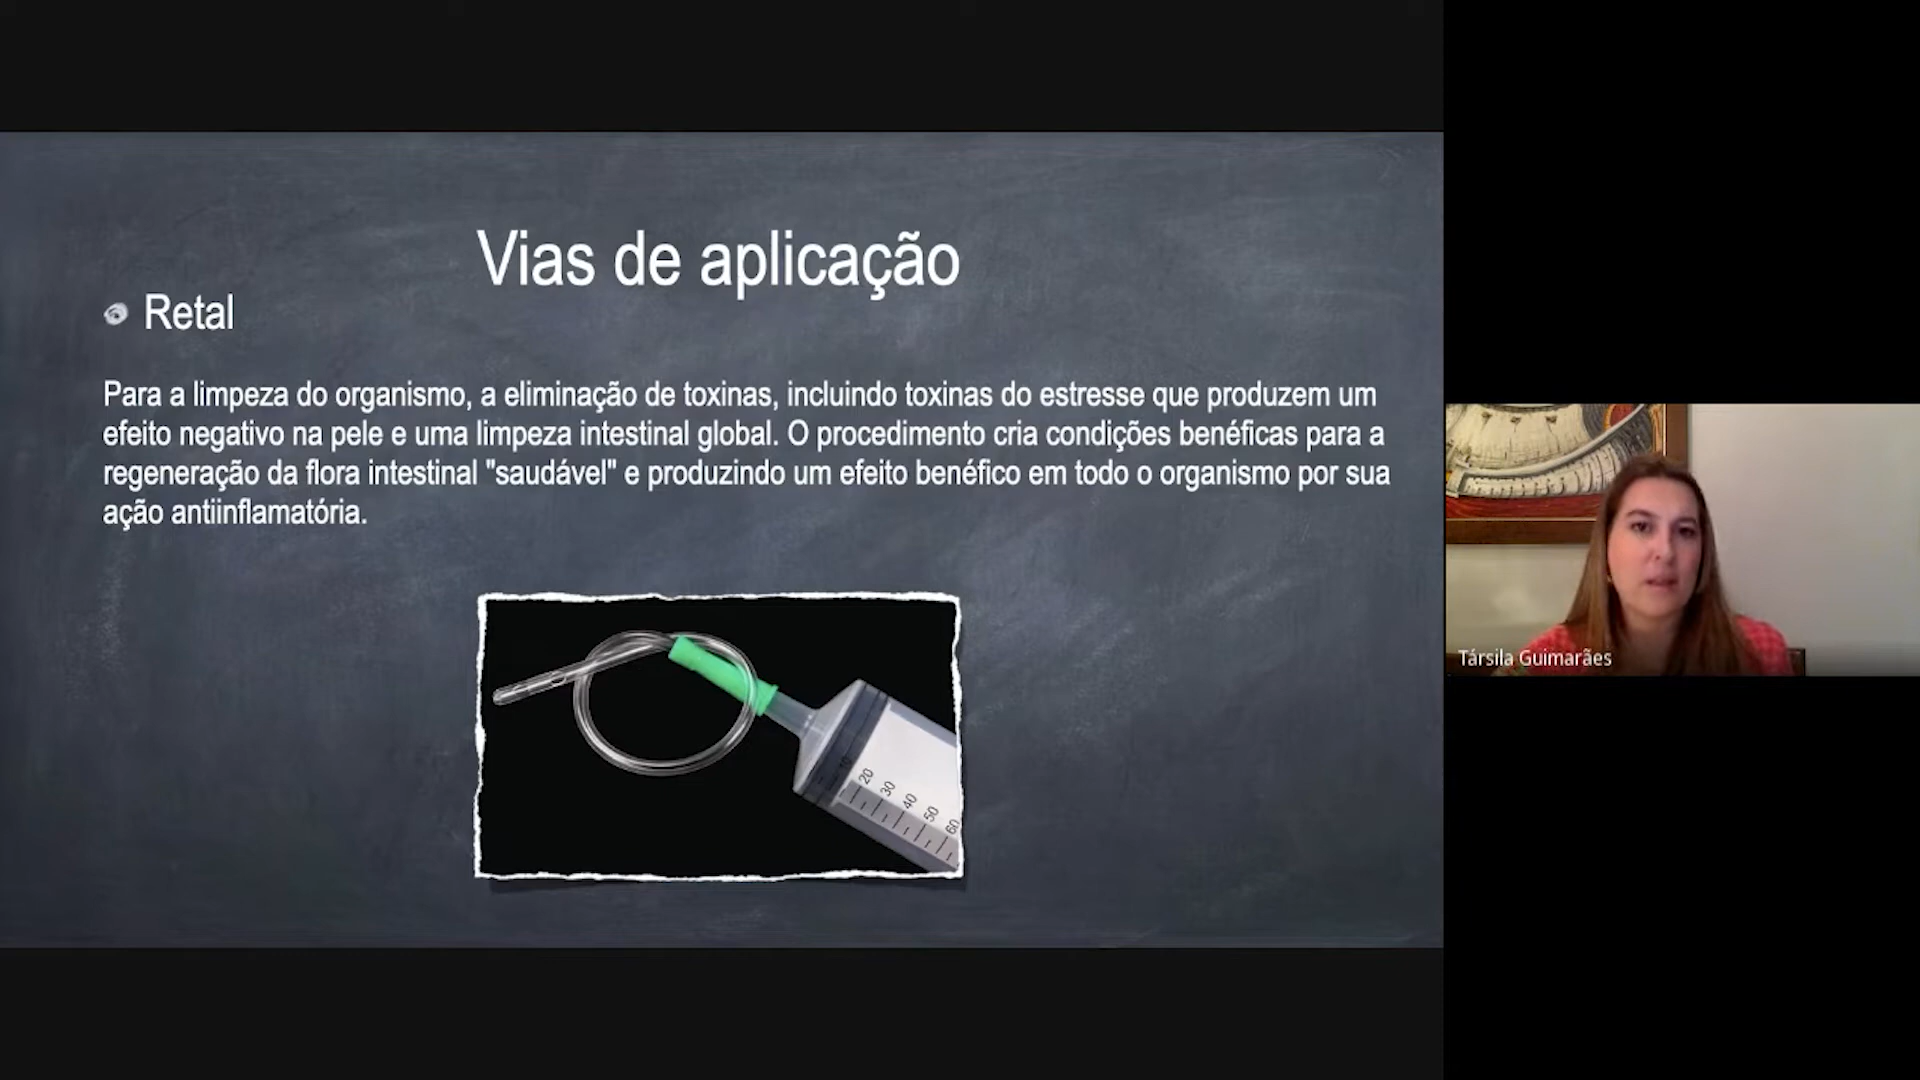 Vias de aplicação
Retal
Para a limpeza do organismo, a eliminação de toxinas, incluindo toxinas do estresse que produzem um
efeito negativo na pele e uma limpeza intestinal global. O procedimento cria condições benéficas para a
regeneração da flora intestinal "saudável" e produzindo um efeito benéfico em todo o organismo por sua
ação antiinflamatória.
10
20
30
40
50
60
Társila Guimarães